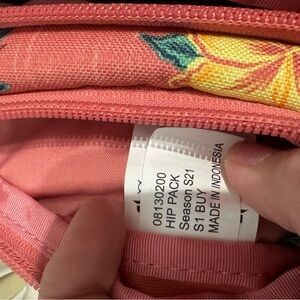 08130200
HIP PACK
Season S21
S1 BUY
MADE IN INDONESIA